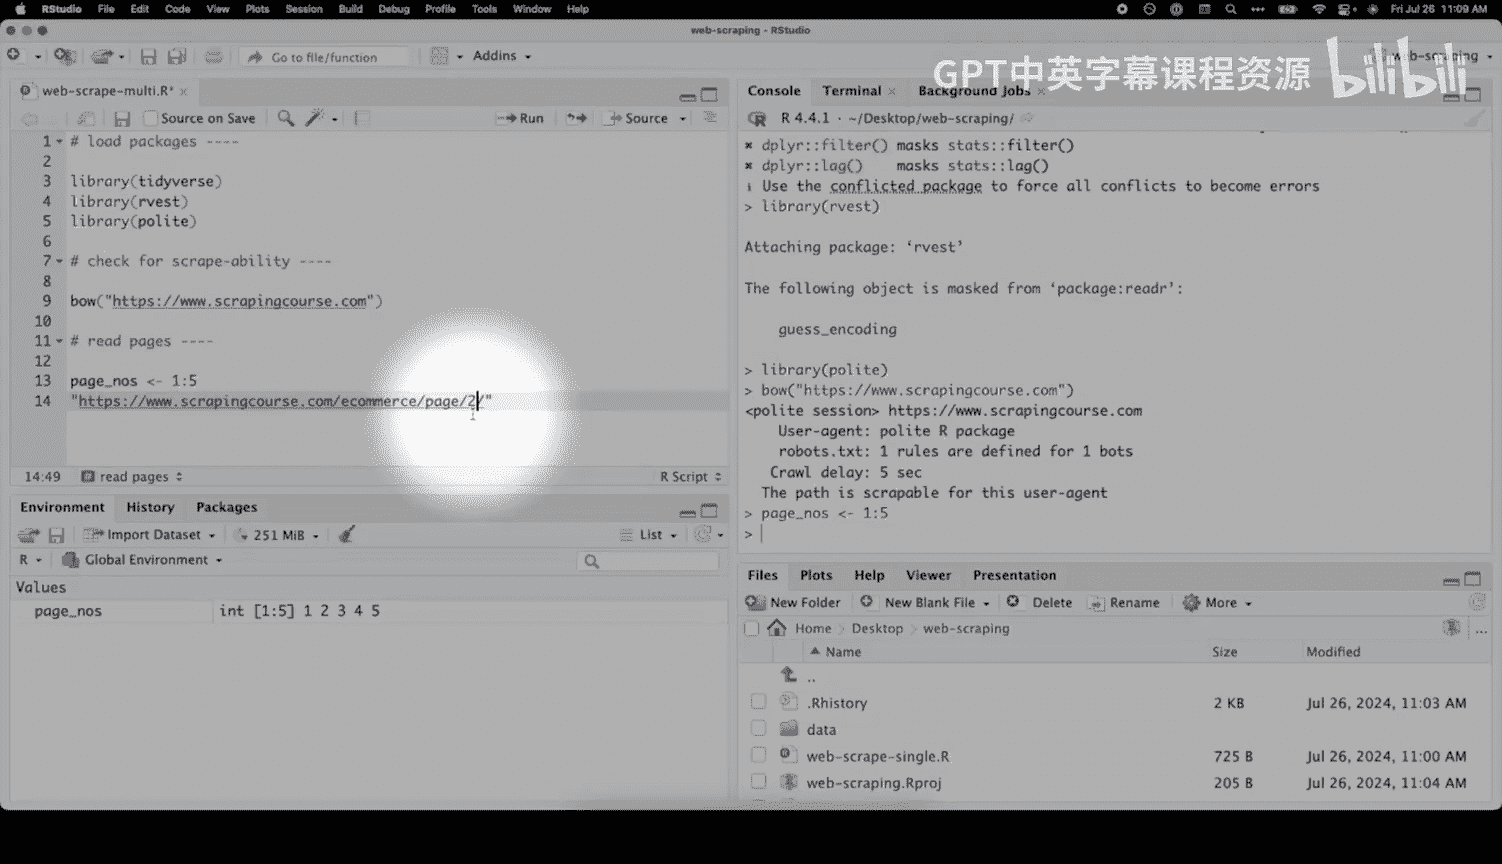 RStudio File Edit Code View Plots Session Build Debug Profile Tools Window Help Fri Jul 26 11:09 AM
web-scraping - RStudio
Go to file/function Addins web-scraping
GPT中英字幕课程资源 bilibili
web-scrape-multi.R*
Source on Save Run Source
1 # load packages ----
2
3 library(tidyverse)
4 library(rvest)
5 library(polite)
6
7 # check for scrape-ability ----
8
9 bow("https://www.scrapingcourse.com")
10
11 # read pages ----
12
13 page_nos <- 1:5
14 "https://www.scrapingcourse.com/ecommerce/page/2/"
14:49 read pages R Script
Console Terminal Background Jobs
R 4.4.1 · ~/Desktop/web-scraping/
✖ dplyr::filter() masks stats::filter()
✖ dplyr::lag()    masks stats::lag()
ℹ Use the conflicted package to force all conflicts to become errors
> library(rvest)
Attaching package: ‘rvest’
The following object is masked from ‘package:readr’:
guess_encoding
> library(polite)
> bow("https://www.scrapingcourse.com")
<polite session> https://www.scrapingcourse.com
User-agent: polite R package
robots.txt: 1 rules are defined for 1 bots
Crawl delay: 5 sec
The path is scrapable for this user-agent
> page_nos <- 1:5
>
Environment History Packages
Import Dataset 251 MiB List
R Global Environment
Values
page_nos int [1:5] 1 2 3 4 5
Files Plots Help Viewer Presentation
New Folder New Blank File Delete Rename More
Home Desktop web-scraping ...
Name Size Modified
..
.Rhistory 2 KB Jul 26, 2024, 11:03 AM
data
web-scrape-single.R 725 B Jul 26, 2024, 11:00 AM
web-scraping.Rproj 205 B Jul 26, 2024, 11:04 AM